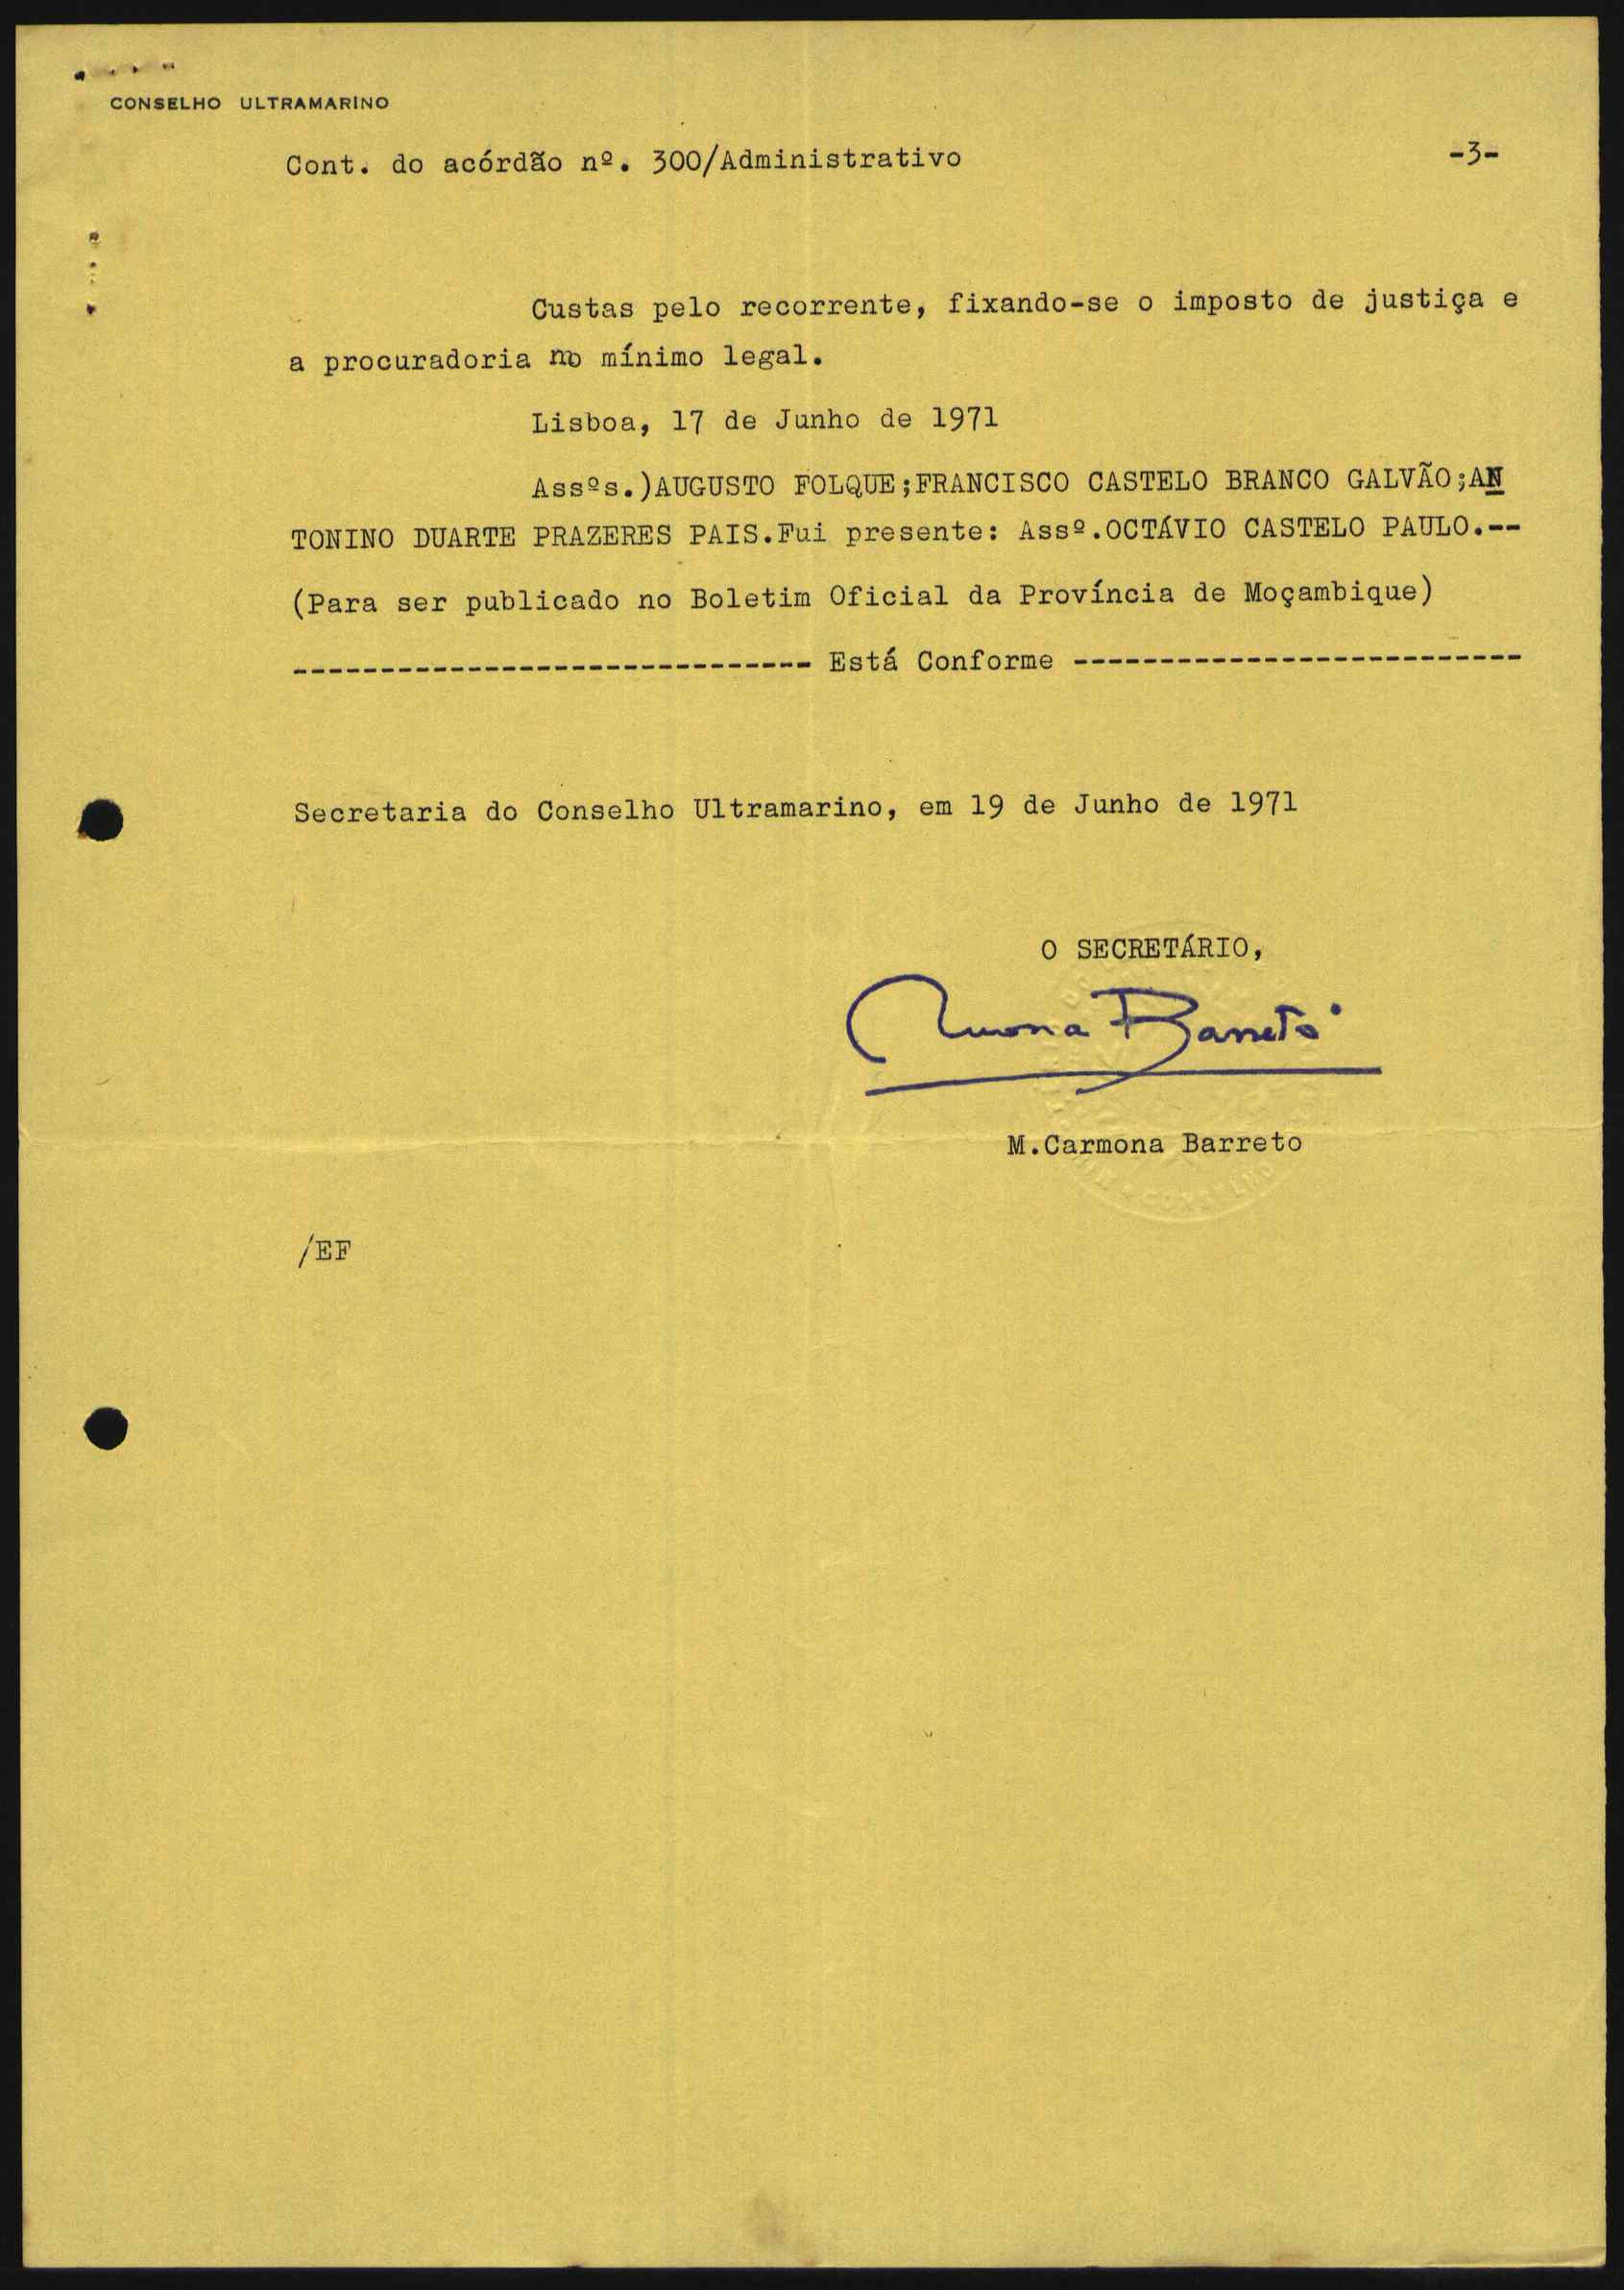 CONSELHO ULTRAMARINO
Cont. do acórdão nº. 300/Administrativo
-3-
Custas pelo recorrente, fixando-se o imposto de justiça e
a procuradoria no mínimo legal.
Lisboa, 17 de Junho de 1971
Assºs.)AUGUSTO FOLQUE;FRANCISCO CASTELO BRANCO GALVÃO;AN
TONINO DUARTE PRAZERES PAIS.Fui presente: Assº.OCTÁVIO CASTELO PAULO.--
(Para ser publicado no Boletim Oficial da Província de Moçambique)
------------------------------ Está Conforme --------------------------
Secretaria do Conselho Ultramarino, em 19 de Junho de 1971
O SECRETÁRIO,
Carmona Barreto
M.Carmona Barreto
CONSELHO
/EF